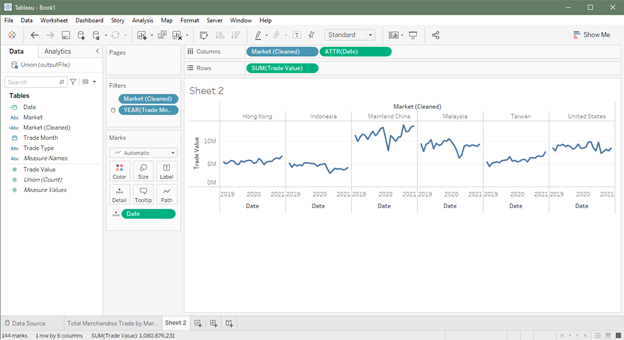 Tableau - Book1
File Data Worksheet Dashboard Story Analysis Map Format Server Window Help
Standard
Show Me
Data Analytics
Union (outputFile)
Search
Tables
Date
Market
Market (Cleaned)
Trade Month
Trade Type
Measure Names
Trade Value
Union (Count)
Measure Values
Pages
Filters
Market (Cleaned)
YEAR(Trade Mo..
Marks
Automatic
Color Size Label
Detail Tooltip Path
Date
Columns Market (Cleaned) ATTR(Date)
Rows SUM(Trade Value)
Sheet 2
Market (Cleaned)
Hong Kong Indonesia Mainland China Malaysia Taiwan United States
Trade Value
10M
5M
0M
2019 2020 2021 2019 2020 2021 2019 2020 2021 2019 2020 2021 2019 2020 2021 2019 2020 2021
Date Date Date Date Date Date
Data Source Total Merchandise Trade by Mar... Sheet 2
144 marks 1 row by 6 columns SUM(Trade Value): 1,080,876,231